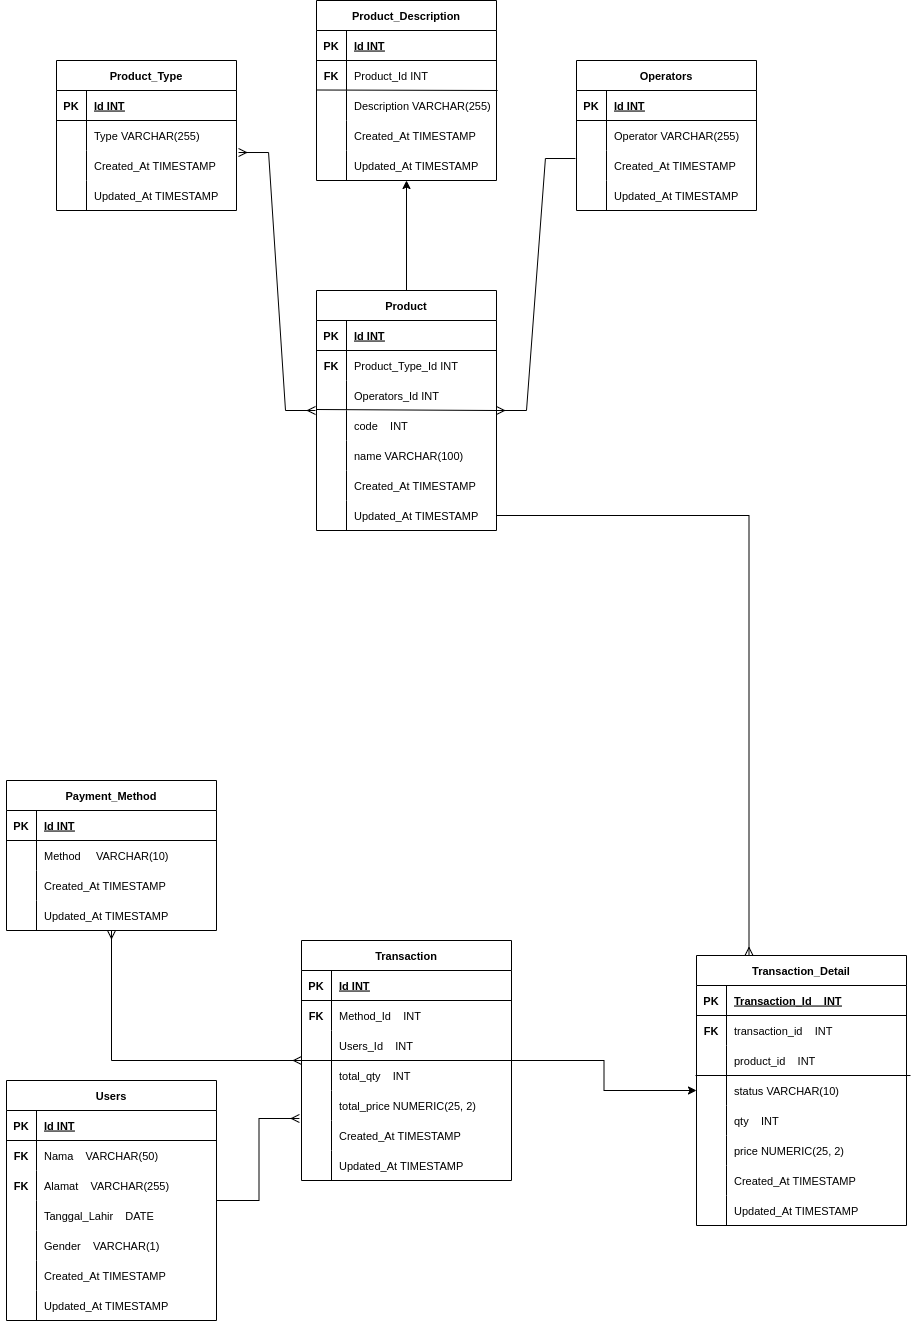 Product_Description
PK Id INT
FK Product_Id INT
Description VARCHAR(255)
Created_At TIMESTAMP
Updated_At TIMESTAMP
Product_Type
PK Id INT
Type VARCHAR(255)
Created_At TIMESTAMP
Updated_At TIMESTAMP
Operators
PK Id INT
Operator VARCHAR(255)
Created_At TIMESTAMP
Updated_At TIMESTAMP
Product
PK Id INT
FK Product_Type_Id INT
Operators_Id INT
code INT
name VARCHAR(100)
Created_At TIMESTAMP
Updated_At TIMESTAMP
Payment_Method
PK Id INT
Method VARCHAR(10)
Created_At TIMESTAMP
Updated_At TIMESTAMP
Transaction
PK Id INT
FK Method_Id INT
Users_Id INT
total_qty INT
total_price NUMERIC(25, 2)
Created_At TIMESTAMP
Updated_At TIMESTAMP
Transaction_Detail
PK Transaction_Id INT
FK transaction_id INT
product_id INT
status VARCHAR(10)
qty INT
price NUMERIC(25, 2)
Created_At TIMESTAMP
Updated_At TIMESTAMP
Users
PK Id INT
FK Nama VARCHAR(50)
FK Alamat VARCHAR(255)
Tanggal_Lahir DATE
Gender VARCHAR(1)
Created_At TIMESTAMP
Updated_At TIMESTAMP